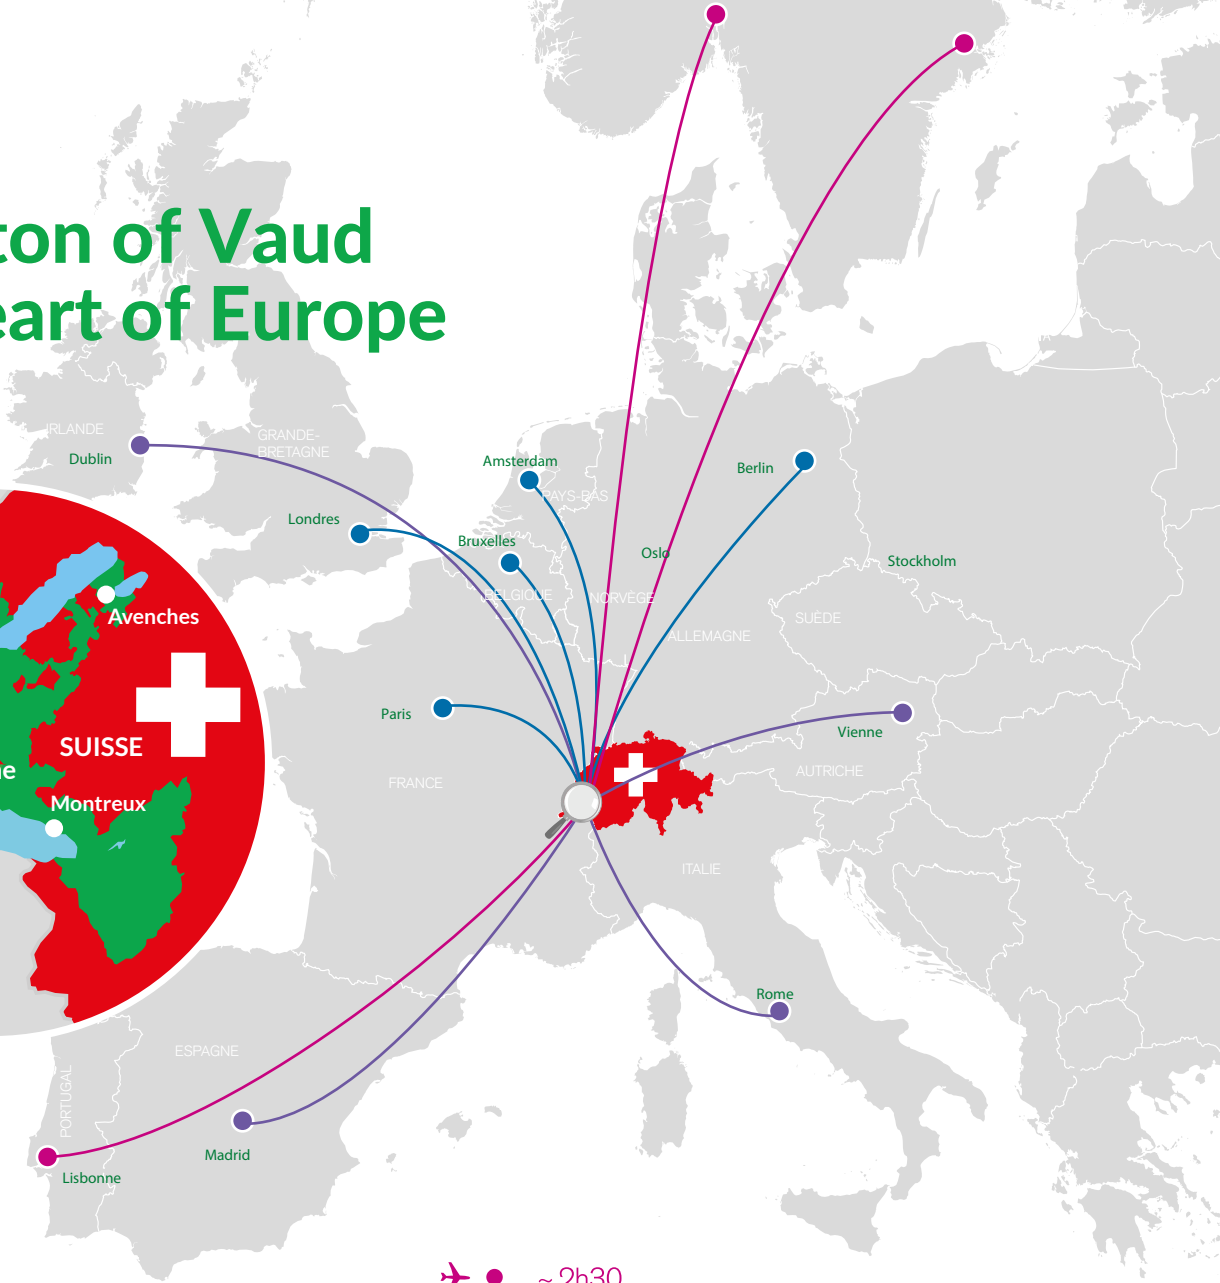 ton of Vaud
eart of Europe
IRLANDE
Dublin
GRANDE-
BRETAGNE
Londres
Amsterdam
PAYS-BAS
Bruxelles
BELGIQUE
Berlin
Oslo
NORVÈGE
Stockholm
SUÈDE
ALLEMAGNE
Avenches
SUISSE
ne
Montreux
Paris
FRANCE
Vienne
AUTRICHE
ITALIE
Rome
ESPAGNE
PORTUGAL
Madrid
Lisbonne
~ 2h30